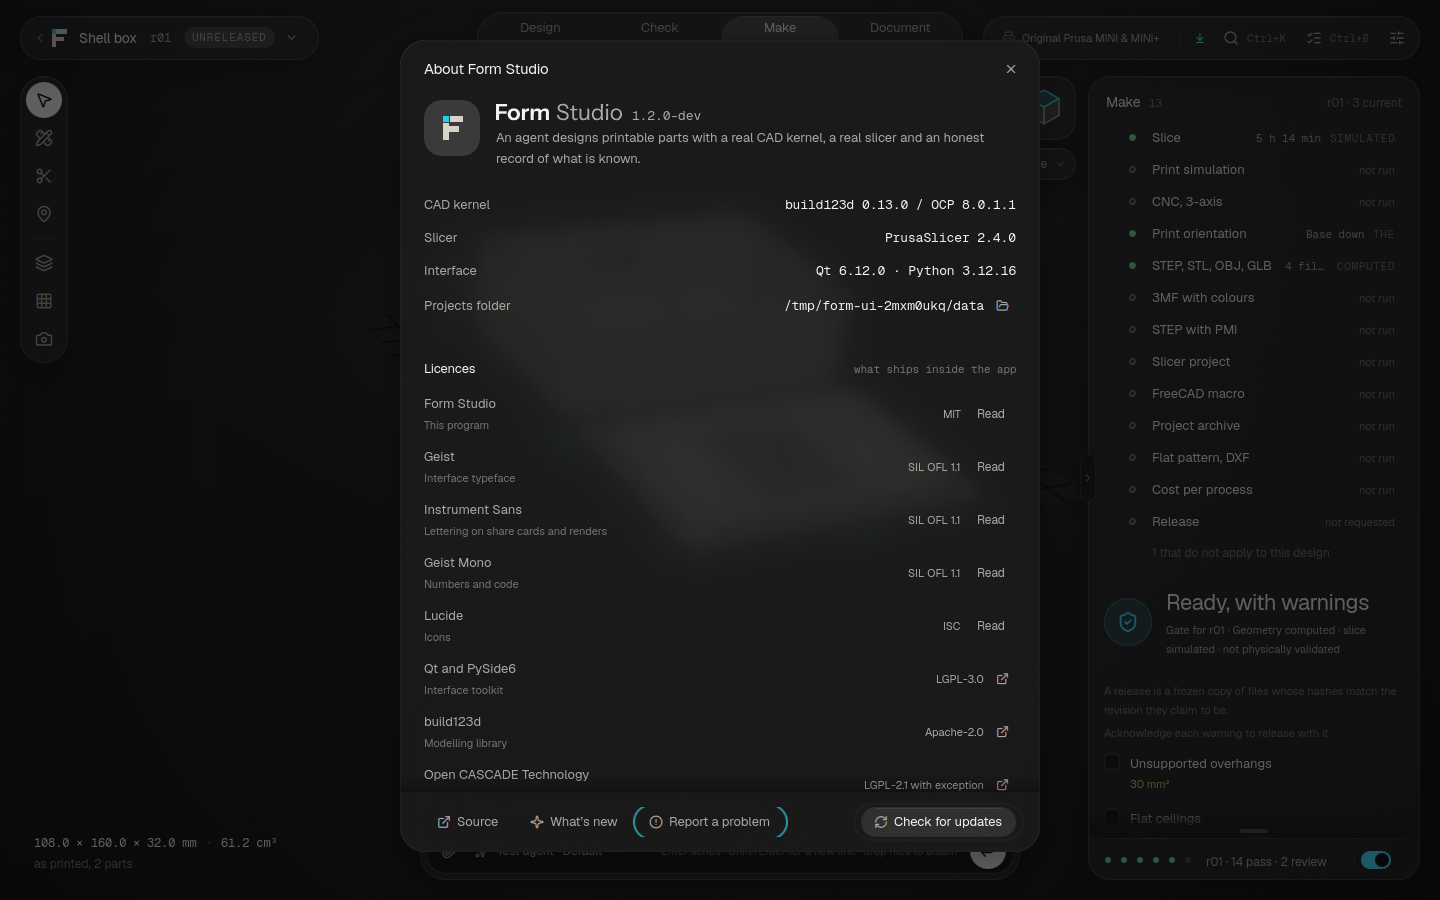 Shell box r01 UNRELEASED
Design Check Make Document
Original Prusa MINI & MINI+ Ctrl+K Ctrl+B
About Form Studio
Form Studio 1.2.0-dev
An agent designs printable parts with a real CAD kernel, a real slicer and an honest
record of what is known.
CAD kernel build123d 0.13.0 / OCP 8.0.1.1
Slicer PrusaSlicer 2.4.0
Interface Qt 6.12.0 · Python 3.12.16
Projects folder /tmp/form-ui-2mxm0ukq/data
Licences what ships inside the app
Form Studio MIT Read
This program
Geist SIL OFL 1.1 Read
Interface typeface
Instrument Sans SIL OFL 1.1 Read
Lettering on share cards and renders
Geist Mono SIL OFL 1.1 Read
Numbers and code
Lucide ISC Read
Icons
Qt and PySide6 LGPL-3.0
Interface toolkit
build123d Apache-2.0
Modelling library
Open CASCADE Technology LGPL-2.1 with exception
Source What's new Report a problem Check for updates
Make 13 r01 · 3 current
Slice 5 h 14 min SIMULATED
Print simulation not run
CNC, 3-axis not run
Print orientation Base down THE
STEP, STL, OBJ, GLB 4 fil… COMPUTED
3MF with colours not run
STEP with PMI not run
Slicer project not run
FreeCAD macro not run
Project archive not run
Flat pattern, DXF not run
Cost per process not run
Release not requested
1 that do not apply to this design
Ready, with warnings
Gate for r01 · Geometry computed · slice
simulated · not physically validated
A release is a frozen copy of files whose hashes match the
revision they claim to be.
Acknowledge each warning to release with it
Unsupported overhangs
30 mm²
Flat ceilings
r01 · 14 pass · 2 review
108.0 × 160.0 × 32.0 mm · 61.2 cm³
as printed, 2 parts